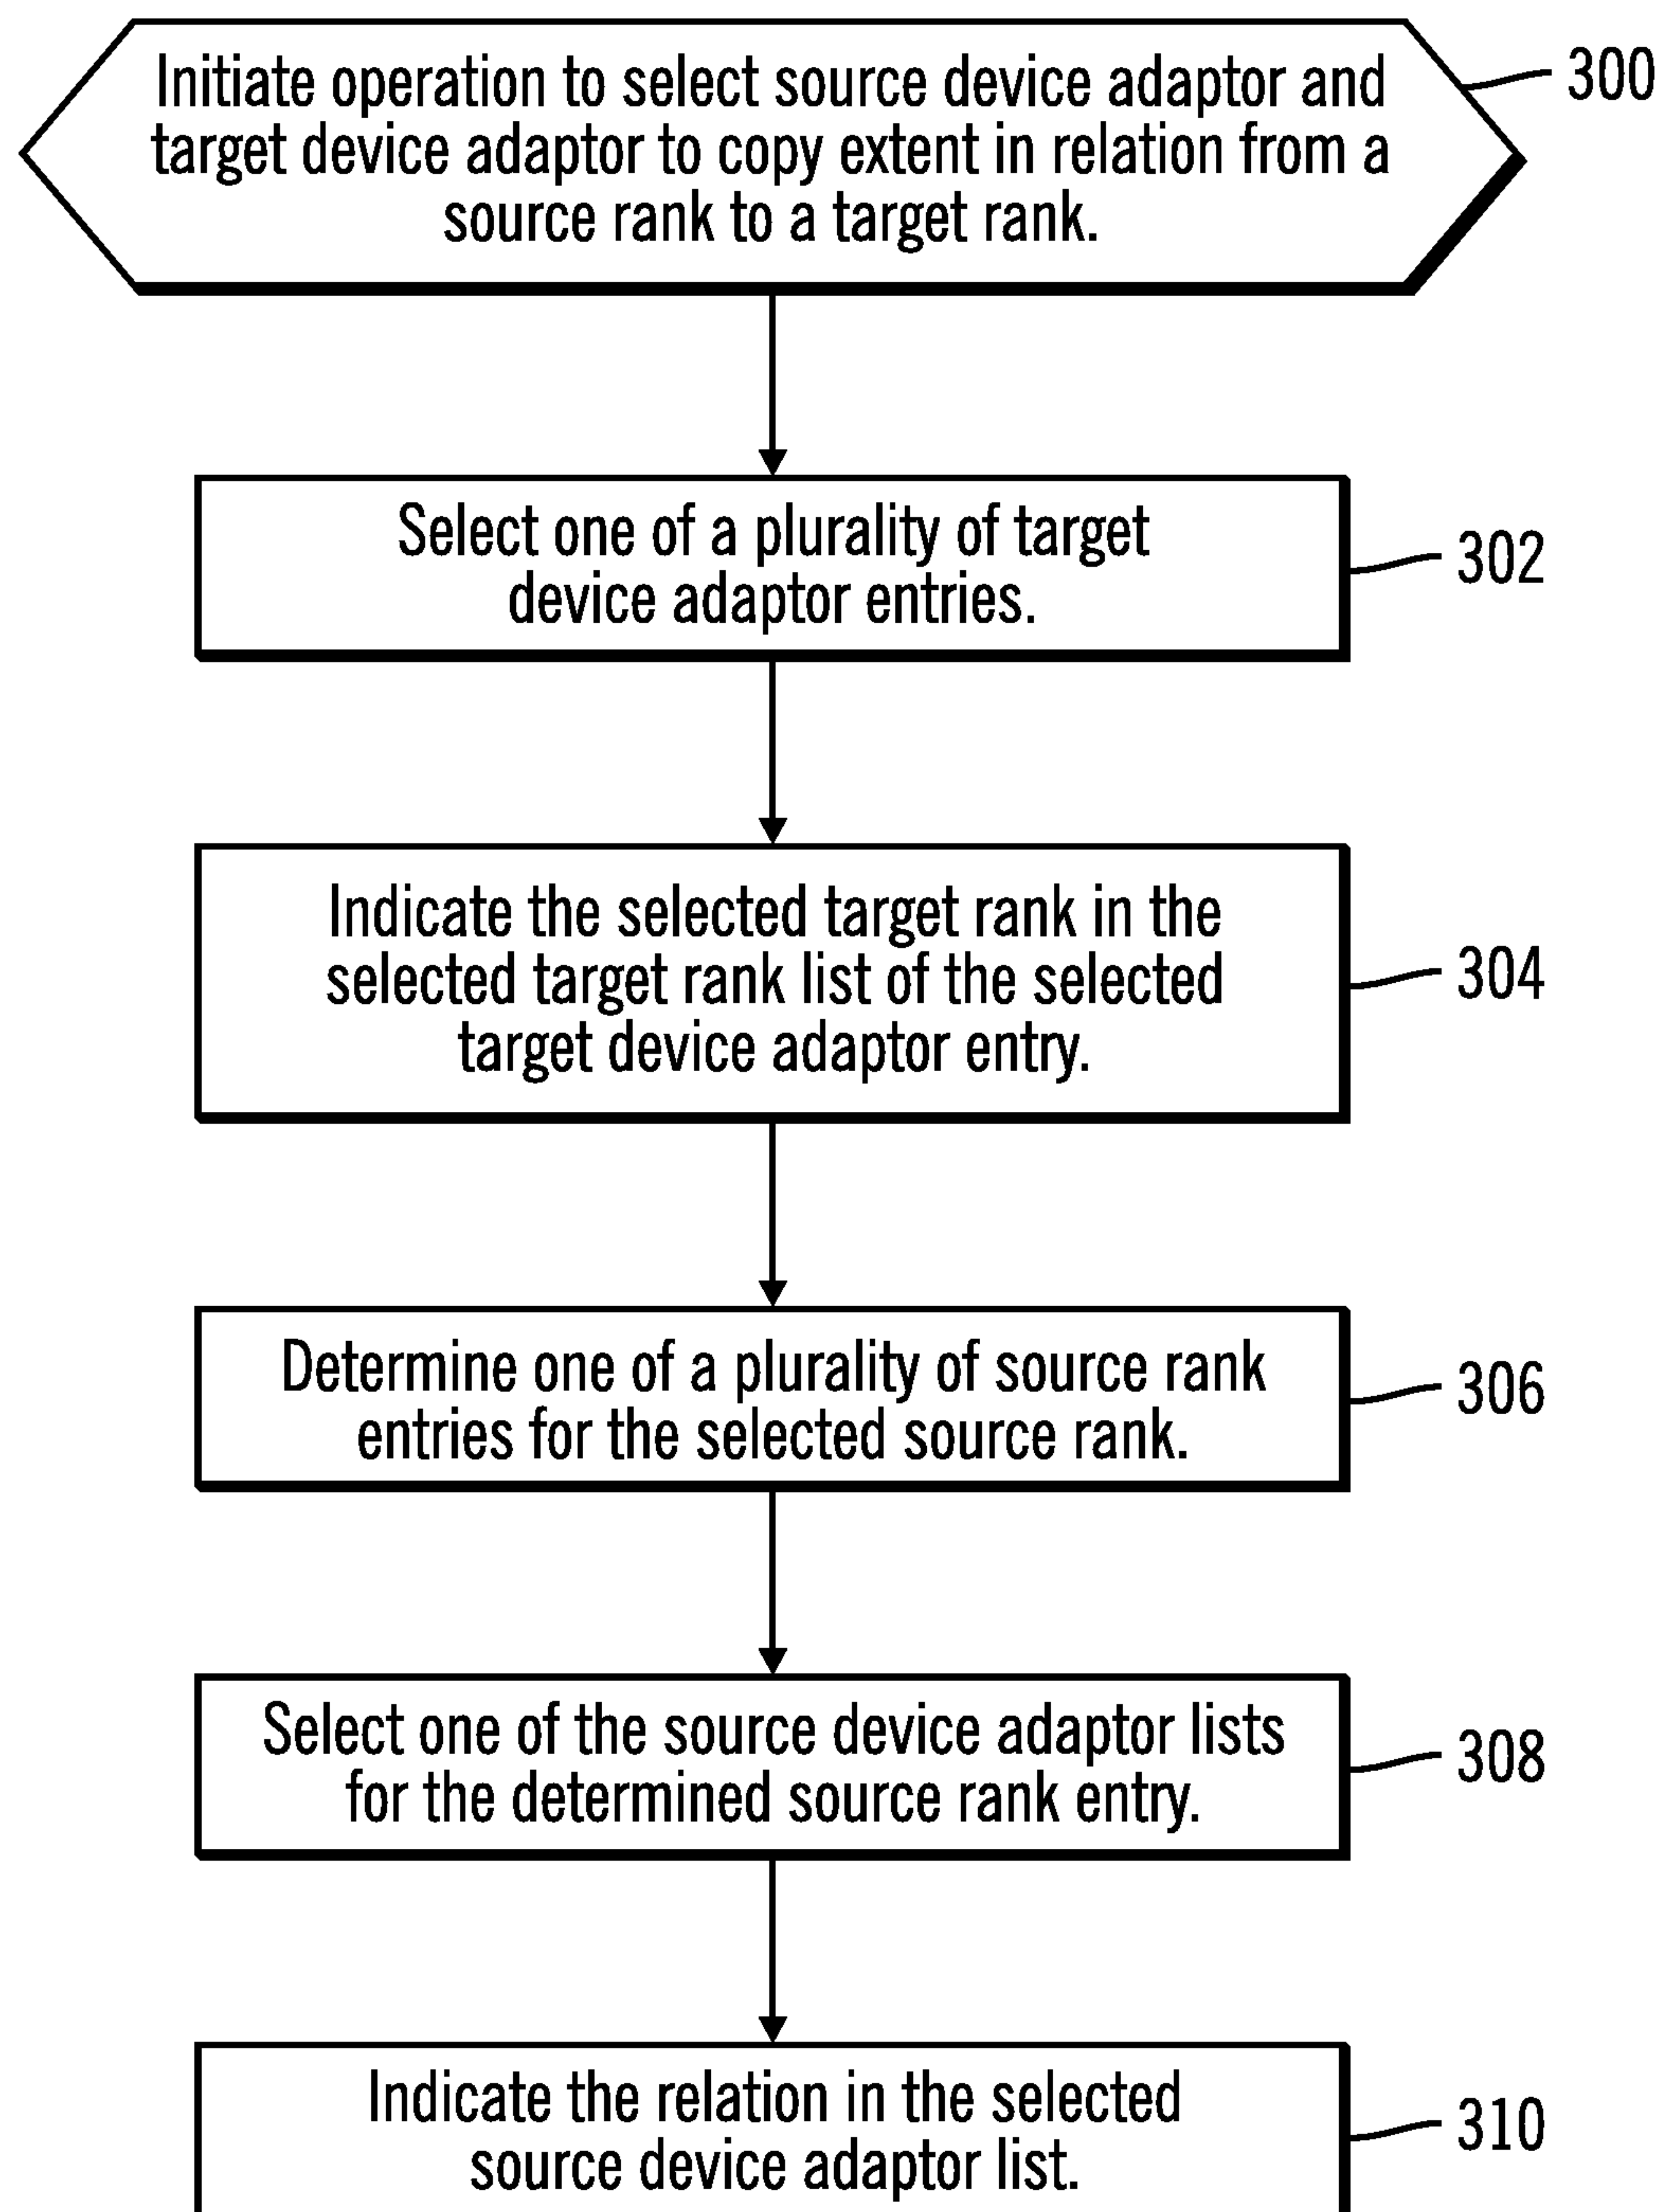 Initiate operation to select source device adaptor and
target device adaptor to copy extent in relation from a
source rank to a target rank.
300
Select one of a plurality of target
device adaptor entries.
302
Indicate the selected target rank in the
selected target rank list of the selected
target device adaptor entry.
304
Determine one of a plurality of source rank
entries for the selected source rank.
306
Select one of the source device adaptor lists
for the determined source rank entry.
308
Indicate the relation in the selected
source device adaptor list.
310